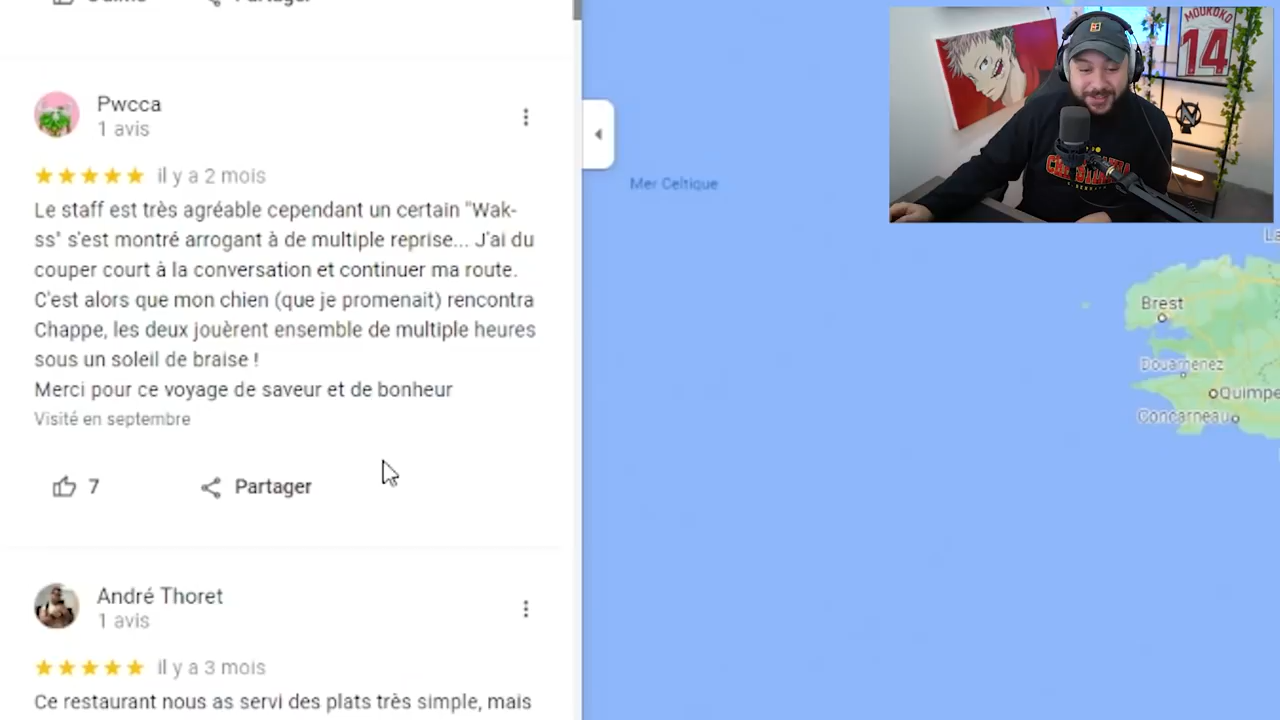 Partager
Pwcca
1 avis
il y a 2 mois
Le staff est très agréable cependant un certain "Wak-
ss" s'est montré arrogant à de multiple reprise... J'ai du
couper court à la conversation et continuer ma route.
C'est alors que mon chien (que je promenait) rencontra
Chappe, les deux jouèrent ensemble de multiple heures
sous un soleil de braise !
Merci pour ce voyage de saveur et de bonheur
Visité en septembre
7
Partager
André Thoret
1 avis
il y a 3 mois
Ce restaurant nous as servi des plats très simple, mais
Mer Celtique
MOUKOKO
14
La
Brest
Douarnenez
Quimpe
Concarneau